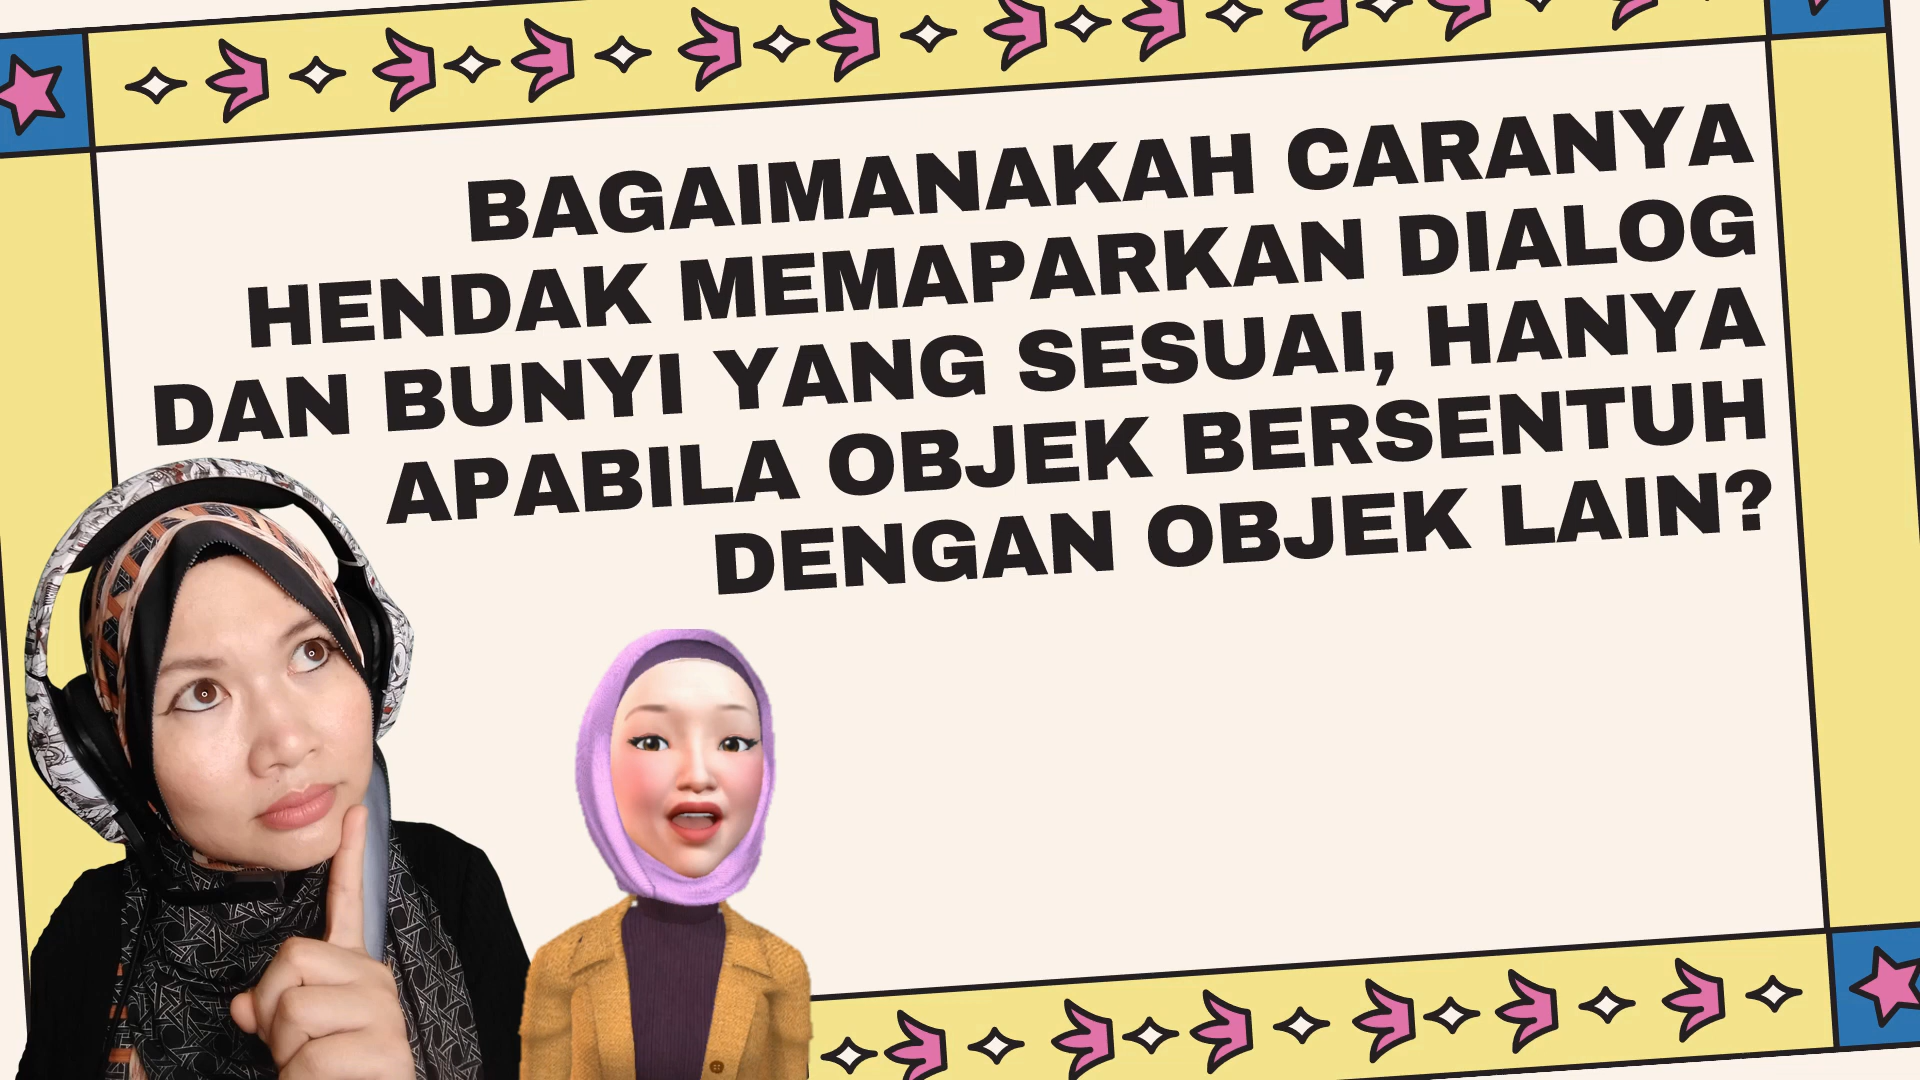 BAGAIMANAKAH CARANYA
HENDAK MEMAPARKAN DIALOG
DAN BUNYI YANG SESUAI, HANYA
APABILA OBJEK BERSENTUH
DENGAN OBJEK LAIN?